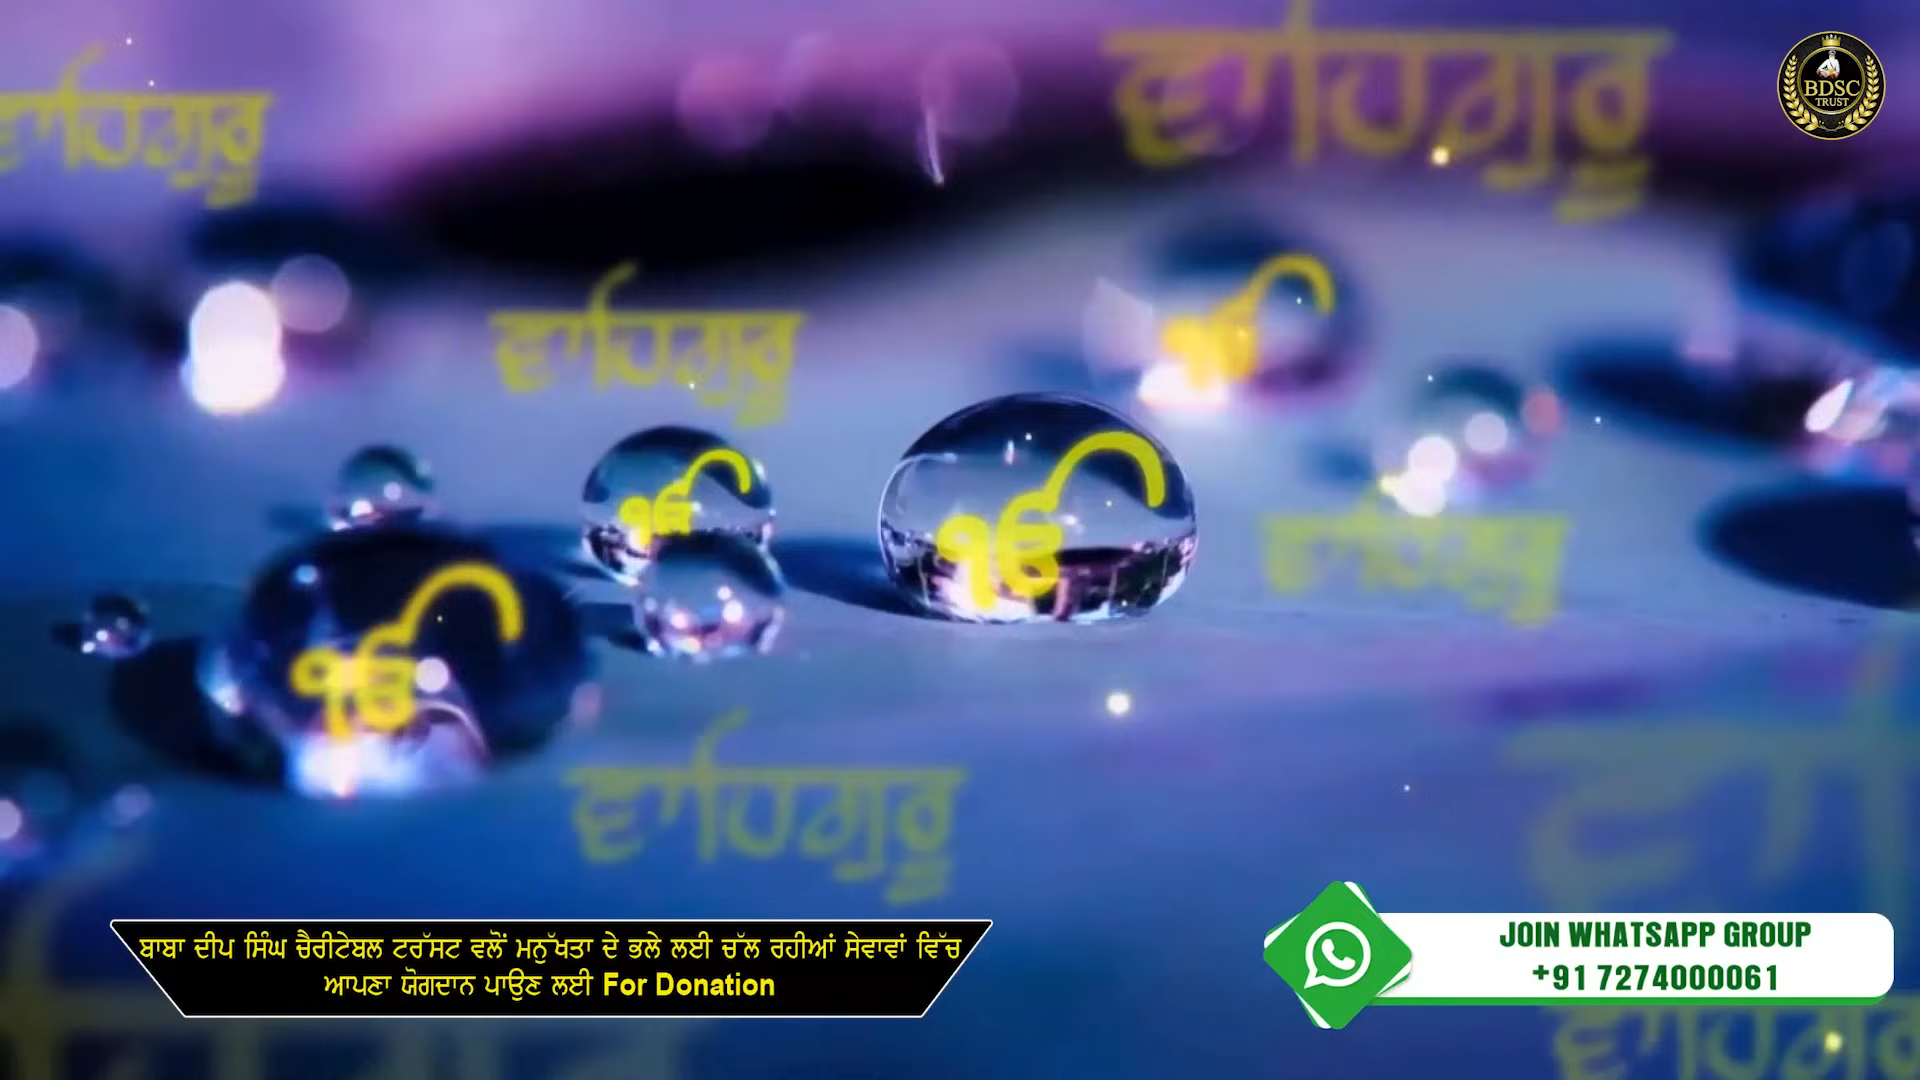 ਵਾਹਿਗੁਰੂ
ਵਾਹਿਗੁਰੂ
BDSC
TRUST
ਵਾਹਿਗੁਰੂ
ੴ
ੴ
ੴ
ਵਾਹਿਗੁਰੂ
ੴ
ਵਾਹਿਗੁਰੂ
ਬਾਬਾ ਦੀਪ ਸਿੰਘ ਚੈਰੀਟੇਬਲ ਟਰੱਸਟ ਵਲੋਂ ਮਨੁੱਖਤਾ ਦੇ ਭਲੇ ਲਈ ਚੱਲ ਰਹੀਆਂ ਸੇਵਾਵਾਂ ਵਿੱਚ
ਆਪਣਾ ਯੋਗਦਾਨ ਪਾਉਣ ਲਈ For Donation
JOIN WHATSAPP GROUP
+91 7274000061